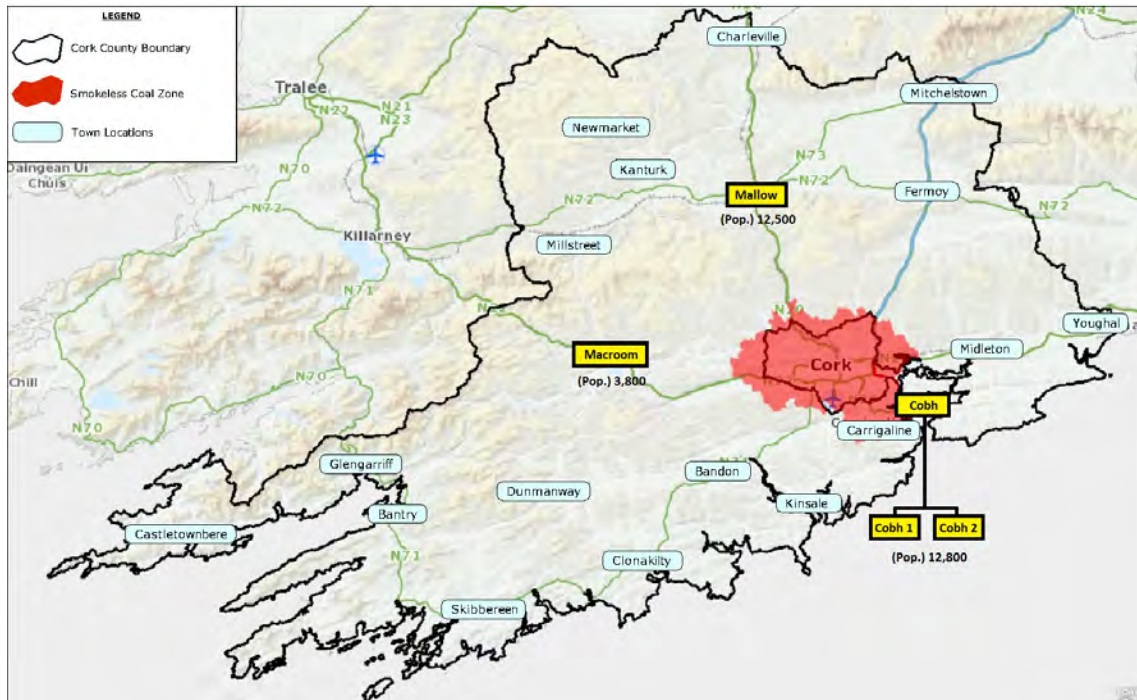 LEGEND
Cork County Boundary
Smokeless Coal Zone
Town Locations
N24
Charleville
Tralee
N22
N21
N23
Mitchelstown
Newmarket
N73
Daingean Uí
Chúis
N70
Kanturk
N72
Mallow
N72
Fermoy
N72
(Pop.) 12,500
N72
Killarney
Millstreet
N71
N22
N20
Youghal
Macroom
Midleton
(Pop.) 3,800
Cork
Chill
N70
Cobh
N70
Carrigaline
Glengarriff
Bandon
Dunmanway
Kinsale
Bantry
Castletownbere
Cobh 1
Cobh 2
N71
Clonakilty
(Pop.) 12,800
Skibbereen